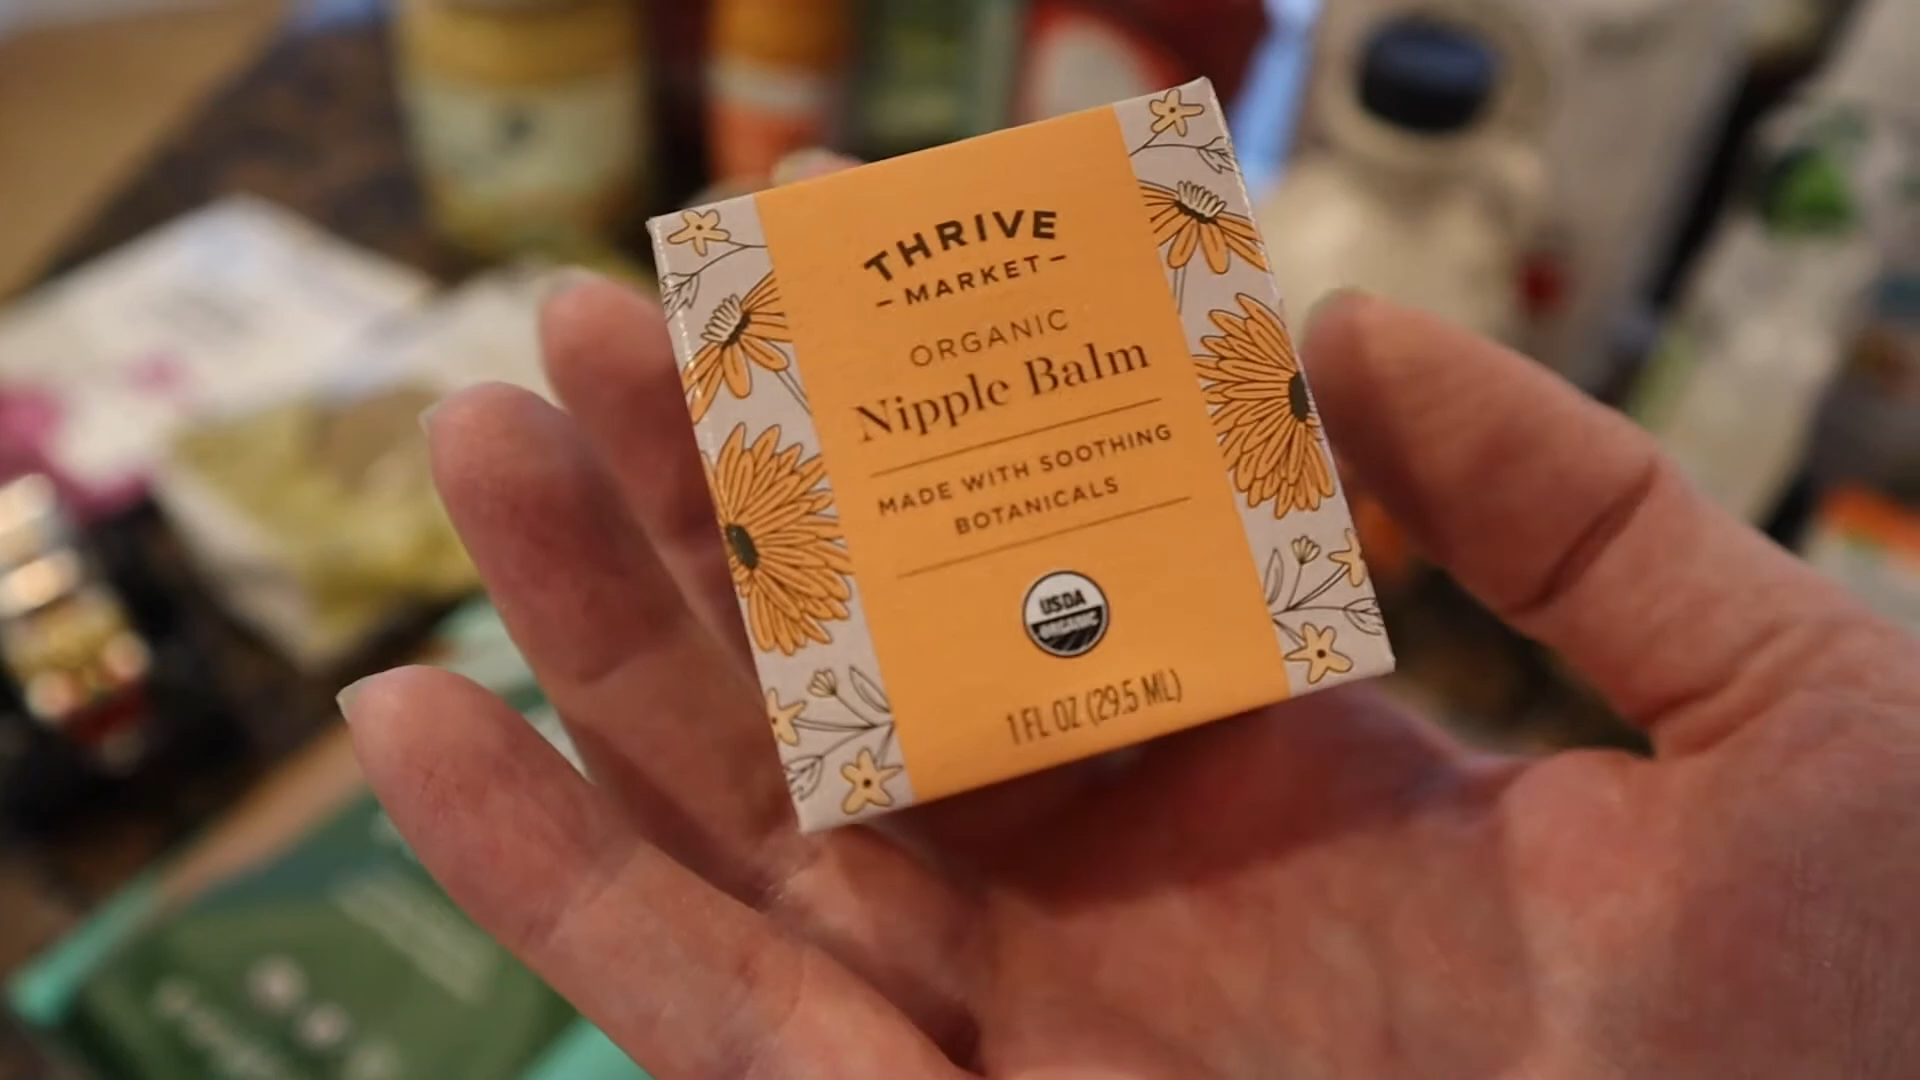 THRIVE
- MARKET -
ORGANIC
Nipple Balm
MADE WITH SOOTHING
BOTANICALS
USDA
ORGANIC
1 FL OZ (29.5 ML)